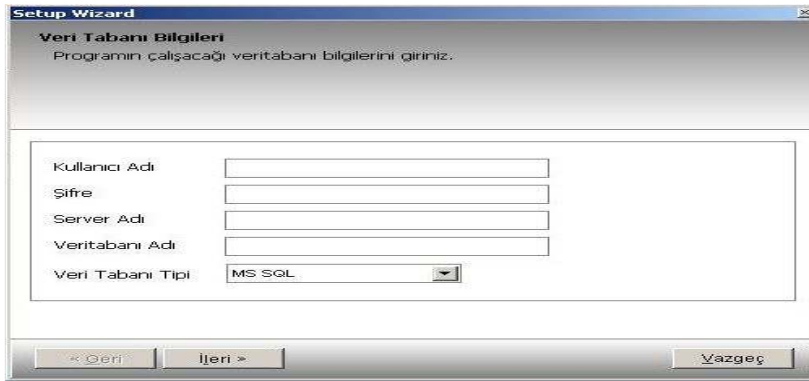 Setup Wizard
Veri Tabanı Bilgileri
Programın çalışacağı veritabanı bilgilerini giriniz.
Kullanıcı Adı
Şifre
Server Adı
Veritabanı Adı
Veri Tabanı Tipi MS SQL
« Geri İleri » Vazgeç